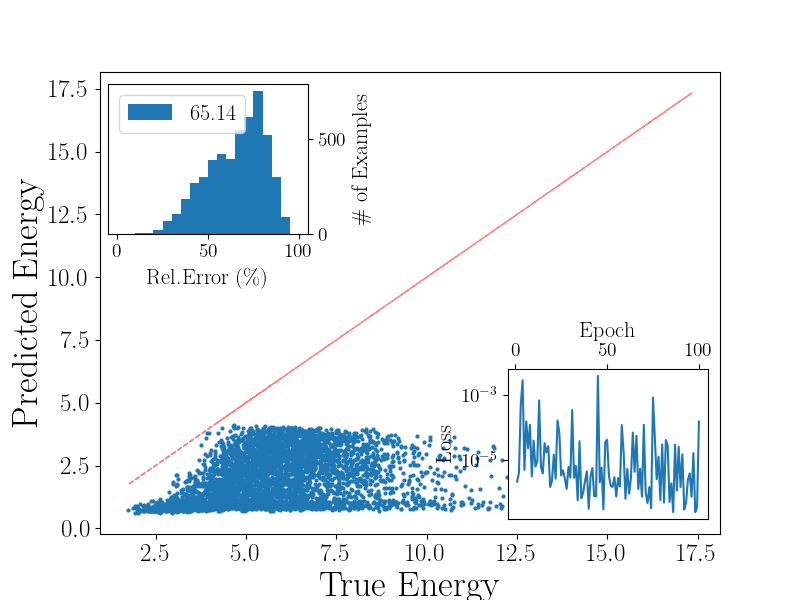 17.5
15.0
12.5
10.0
7.5
5.0
2.5
0.0
Predicted Energy
65.14
500
0
# of Examples
0 50 100
Rel.Error (%)
Epoch
0 50 100
10⁻³
10⁻⁵
Loss
2.5 5.0 7.5 10.0 12.5 15.0 17.5
True Energy